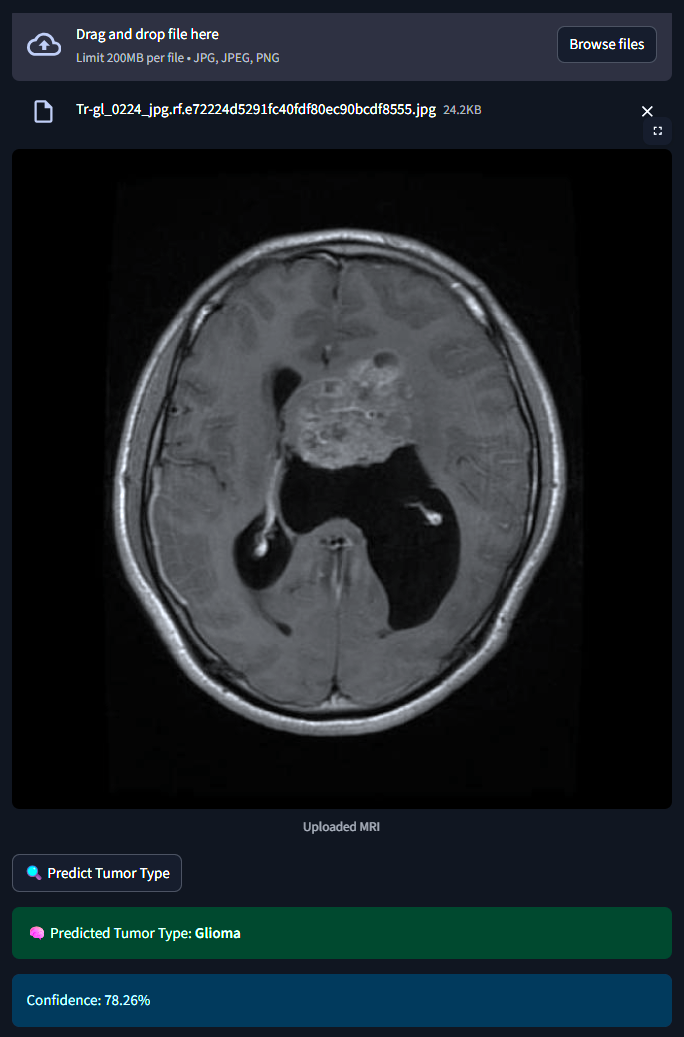 Drag and drop file here
Limit 200MB per file • JPG, JPEG, PNG
Browse files
Tr-gl_0224_jpg.rf.e72224d5291fc40fdf80ec90bcdf8555.jpg 24.2KB
Uploaded MRI
Predict Tumor Type
Predicted Tumor Type: Glioma
Confidence: 78.26%